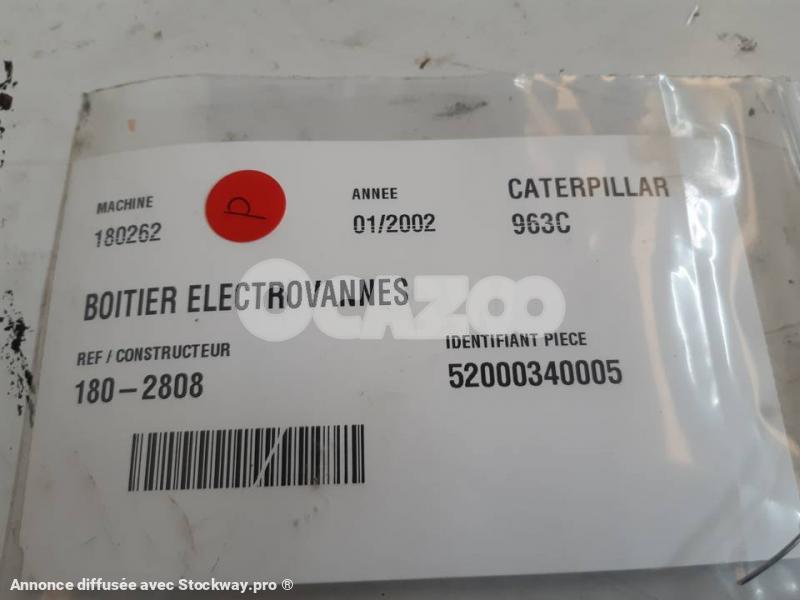 MACHINE
180262
P
ANNEE
01/2002
CATERPILLAR
963C
BOITIER ELECTROVANNES
OCAZOO
REF / CONSTRUCTEUR
180-2808
IDENTIFIANT PIECE
52000340005
Annonce diffusée avec Stockway.pro ®